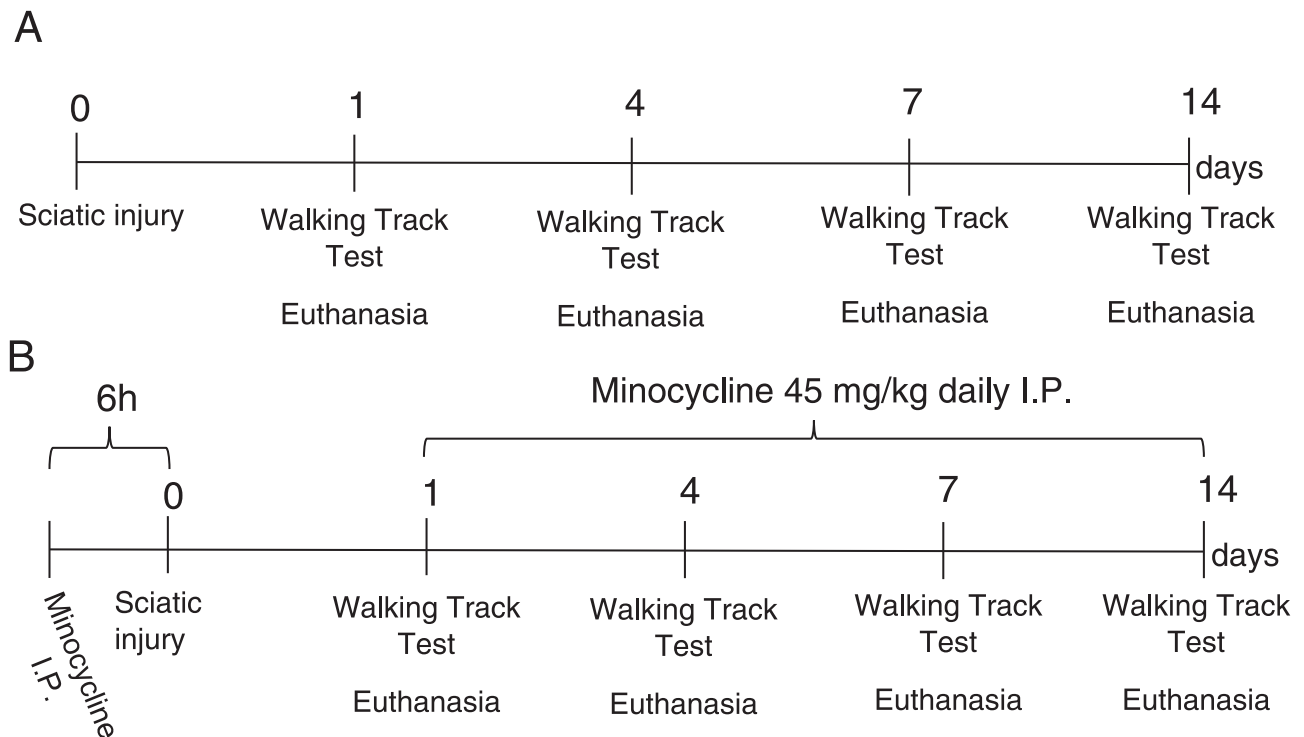 A
0 1 4 7 14
days
Sciatic injury
Walking Track
Test
Euthanasia
Walking Track
Test
Euthanasia
Walking Track
Test
Euthanasia
Walking Track
Test
Euthanasia
B
6h
Minocycline 45 mg/kg daily I.P.
0 1 4 7 14
days
Minocycline
I.P.
Sciatic
injury
Walking Track
Test
Euthanasia
Walking Track
Test
Euthanasia
Walking Track
Test
Euthanasia
Walking Track
Test
Euthanasia